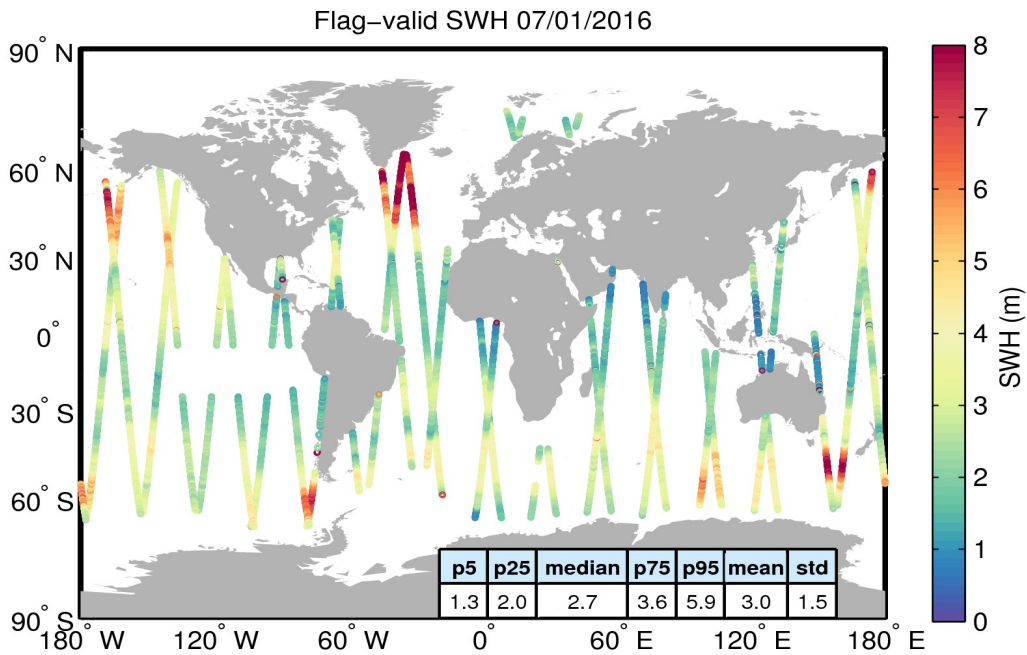 Flag−valid SWH 07/01/2016
90° N
60° N
30° N
0°
30° S
60° S
90° S
180° W
120° W
60° W
0°
60° E
120° E
180° E
p5 p25 median p75 p95 mean std
1.3 2.0 2.7 3.6 5.9 3.0 1.5
8
7
6
5
4
3
2
1
0
SWH (m)